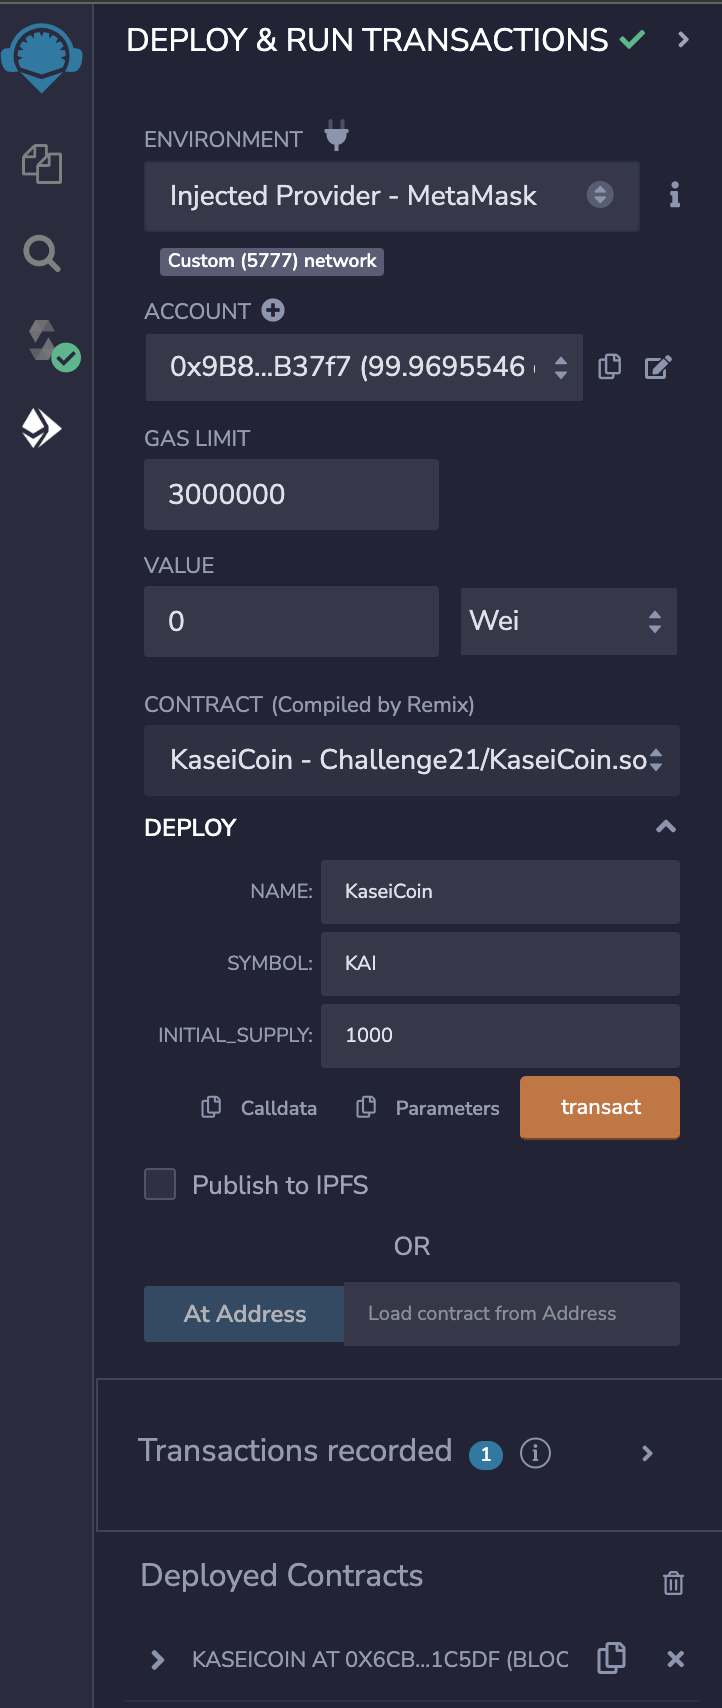 DEPLOY & RUN TRANSACTIONS
ENVIRONMENT
Injected Provider - MetaMask
Custom (5777) network
ACCOUNT
0x9B8...B37f7 (99.9695546
GAS LIMIT
3000000
VALUE
0 Wei
CONTRACT (Compiled by Remix)
KaseiCoin - Challenge21/KaseiCoin.so
DEPLOY
NAME: KaseiCoin
SYMBOL: KAI
INITIAL_SUPPLY: 1000
Calldata Parameters transact
Publish to IPFS
OR
At Address Load contract from Address
Transactions recorded 1 i
Deployed Contracts
KASEICOIN AT 0X6CB...1C5DF (BLOC